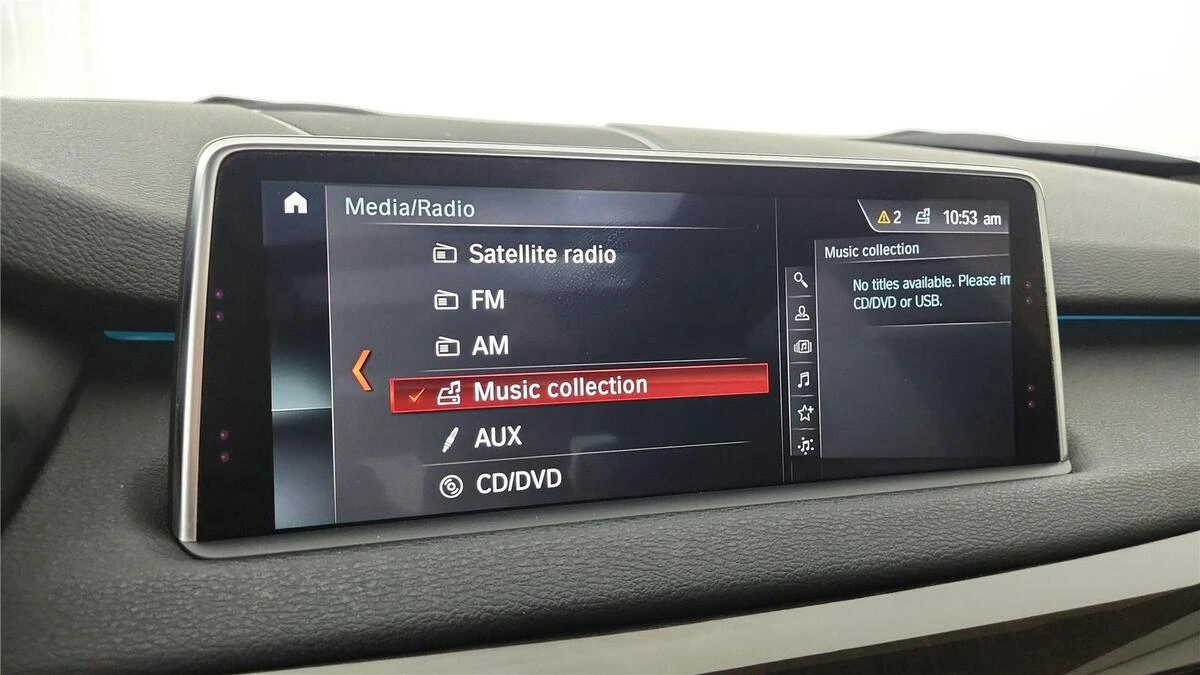 Media/Radio
Satellite radio
FM
AM
Music collection
AUX
CD/DVD
2 10:53 am
Music collection
No titles available. Please im
CD/DVD or USB.